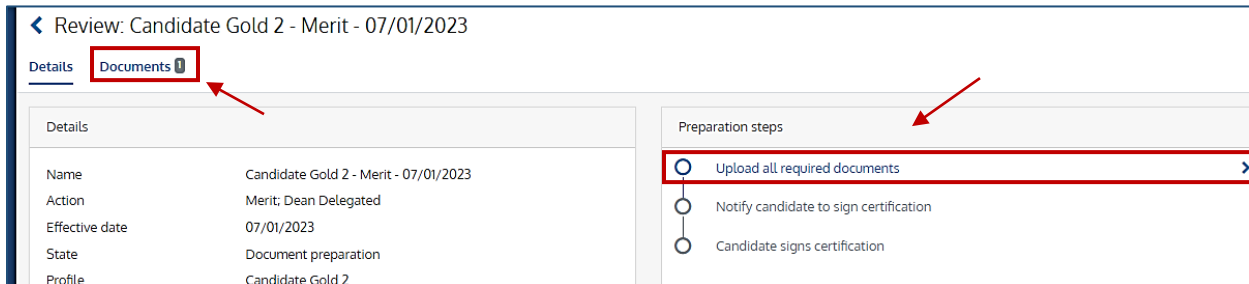 Review: Candidate Gold 2 - Merit - 07/01/2023
Details Documents 1
Details
Name Candidate Gold 2 - Merit - 07/01/2023
Action Merit; Dean Delegated
Effective date 07/01/2023
State Document preparation
Profile Candidate Gold 2
Preparation steps
Upload all required documents
Notify candidate to sign certification
Candidate signs certification